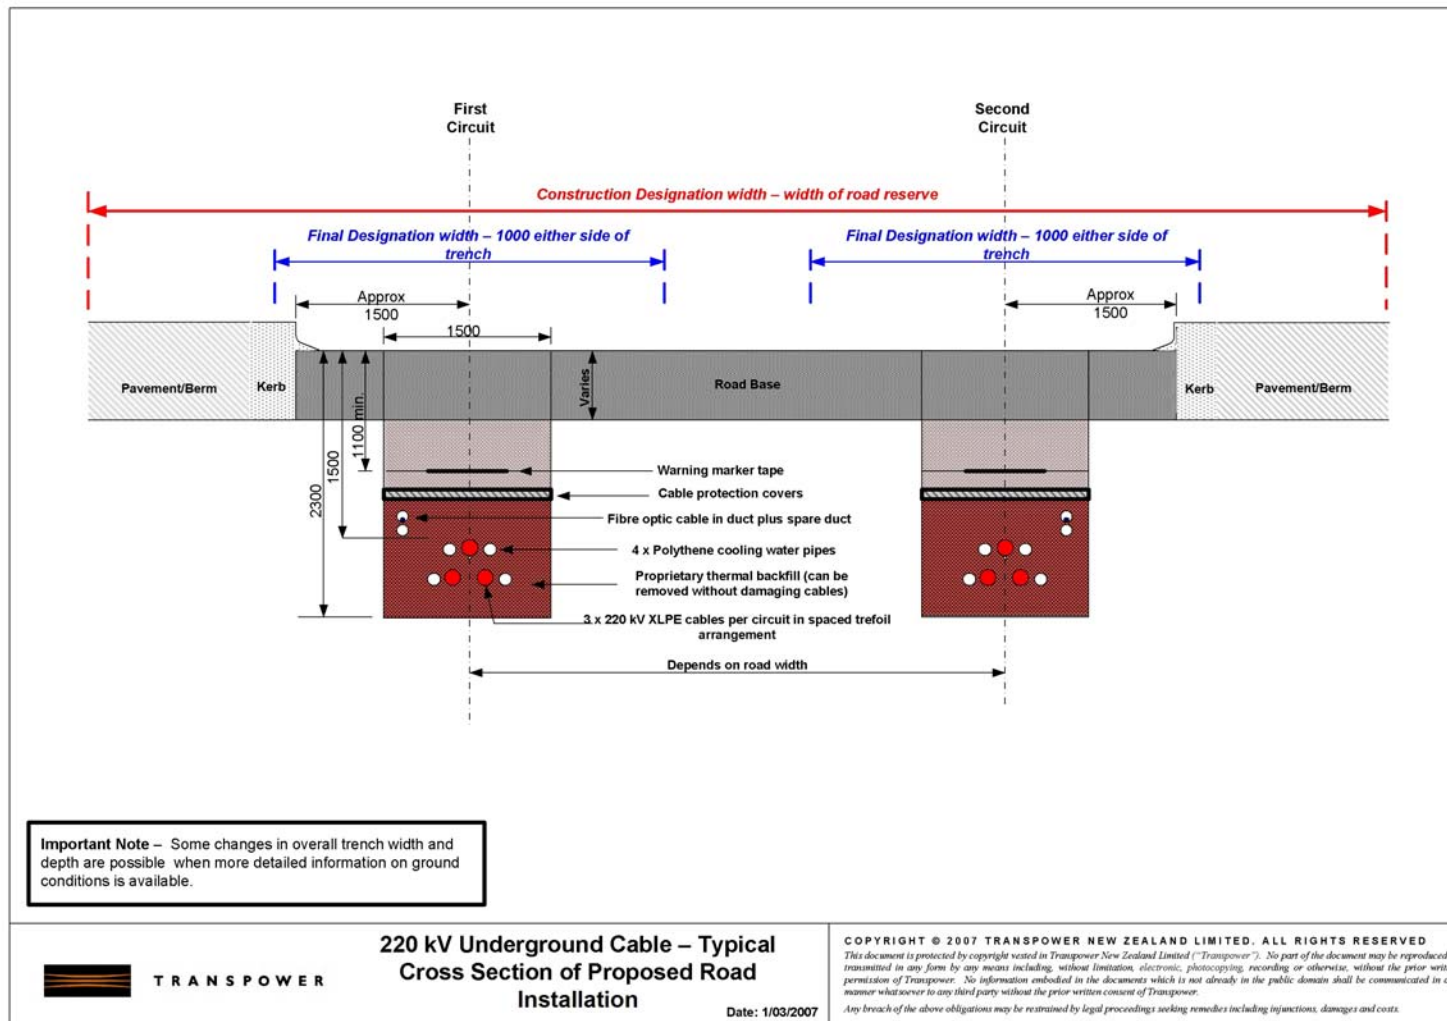 First
Circuit
Second
Circuit
Construction Designation width – width of road reserve
Final Designation width – 1000 either side of
trench
Final Designation width – 1000 either side of
trench
Approx
1500
1500
Approx
1500
Pavement/Berm
Kerb
Varies
Road Base
Kerb
Pavement/Berm
1100 min.
1500
2300
Warning marker tape
Cable protection covers
Fibre optic cable in duct plus spare duct
4 x Polythene cooling water pipes
Proprietary thermal backfill (can be
removed without damaging cables)
3 x 220 kV XLPE cables per circuit in spaced trefoil
arrangement
Depends on road width
Important Note – Some changes in overall trench width and
depth are possible when more detailed information on ground
conditions is available.
TRANSPOWER
220 kV Underground Cable – Typical
Cross Section of Proposed Road
Installation
Date: 1/03/2007
COPYRIGHT © 2007 TRANSPOWER NEW ZEALAND LIMITED. ALL RIGHTS RESERVED
This document is protected by copyright vested in Transpower New Zealand Limited ("Transpower"). No part of the document may be reproduced
transmitted in any form by any means including, without limitation, electronic, photocopying, recording or otherwise, without the prior writ
permission of Transpower. No information embodied in the documents which is not already in the public domain shall be communicated in
manner whatsoever to any third party without the prior written consent of Transpower.
Any breach of the above obligations may be restrained by legal proceedings seeking remedies including injunctions, damages and costs.